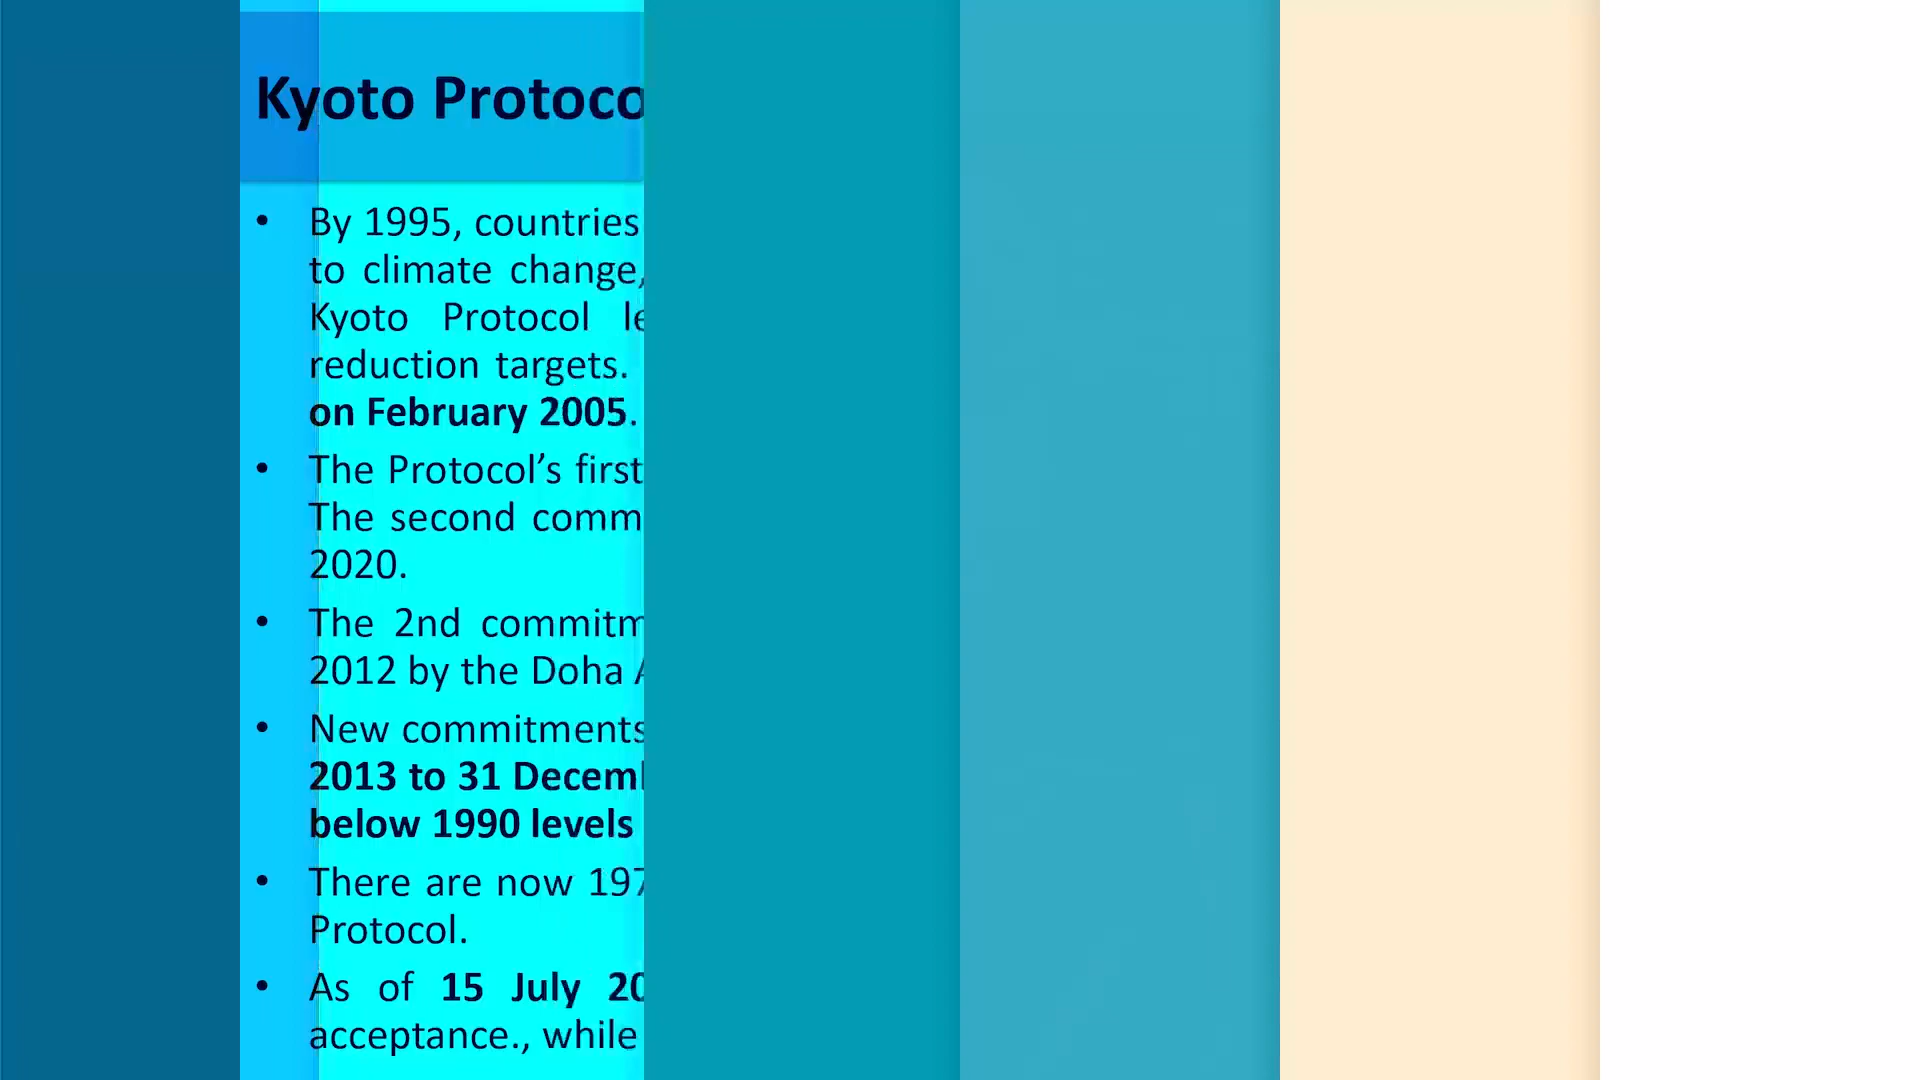 Kyoto Protoco
• By 1995, countries
to climate change,
Kyoto Protocol le
reduction targets.
on February 2005.
• The Protocol’s first
The second comm
2020.
• The 2nd commitm
2012 by the Doha A
• New commitments
2013 to 31 Decem
below 1990 levels
• There are now 197
Protocol.
• As of 15 July 20
acceptance., while